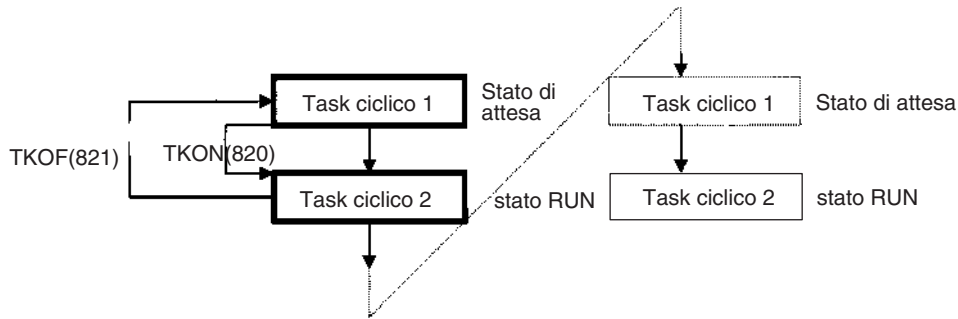 Task ciclico 1
Stato di
attesa
TKOF(821)
TKON(820)
Task ciclico 2
stato RUN
Task ciclico 1
Stato di attesa
Task ciclico 2
stato RUN